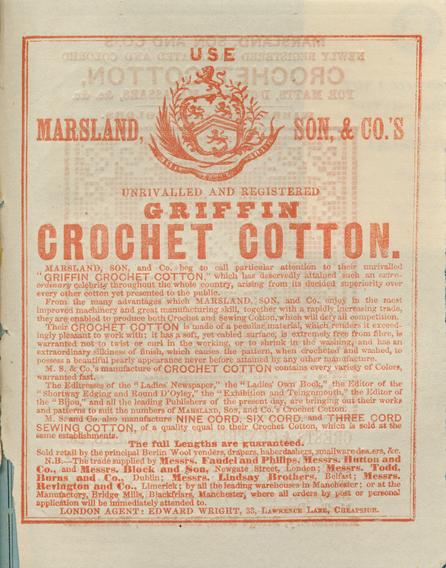 USE
MARSLAND, SON, & CO.'S
UNRIVALLED AND REGISTERED
GRIFFIN
CROCHET COTTON.
MARSLAND, SON, and Co. beg to call particular attention to their unrivalled
"GRIFFIN CROCHET COTTON," which has deservedly attained such an extra-
ordinary celebrity throughout the whole country, arising from its decided superiority over
every other cotton yet presented to the public.
From the many advantages which MARSLAND, SON, and Co. enjoy in the most
improved machinery and great manufacturing skill, together with a rapidly increasing trade,
they are enabled to produce both Crochet and Sewing Cotton, which will defy all competition.
Their CROCHET COTTON is made of a peculiar material, which renders it exceed-
ingly pleasant to work with; it has a soft, yet cabled surface, is extremely free from fibre, is
warranted not to twist or curl in the working, or to shrink in the washing, and has an
extraordinary silkiness of finish, which causes the pattern, when crocheted and washed, to
possess a beautiful pearly appearance never before attained by any other manufacture.
M. S. & Co.'s manufacture of CROCHET COTTON contains every variety of Colors,
warranted fast.
The Editresses of the "Ladies Newspaper," the "Ladies' Own Book," the Editor of the
"Shortway Edging and Round D'Oyley," the "Exhibition and Teignmouth," the Editor of
the "Bijou," and all the leading Publishers of the present day, are bringing out their works
and patterns to suit the numbers of MARSLAND, SON, and Co.'s Crochet Cotton.
M. S. and Co. also manufacture NINE CORD, SIX CORD, and THREE CORD
SEWING COTTON, of a quality equal to their Crochet Cotton, which is sold at the
same establishments.
The full Lengths are guaranteed.
Sold retail by the principal Berlin Wool venders, drapers, haberdashers, smallware dealers, &c.
N.B.—The trade supplied by Messrs. Faudel and Phillips, Messrs. Hutton and
Co., and Messrs. Block and Son, Newgate Street, London; Messrs. Todd,
Burns and Co., Dublin; Messrs. Lindsay Brothers, Belfast; Messrs.
Revington and Co., Limerick; by all the leading warehouses in Manchester; or at the
Manufactory, Bridge Mills, Blackfriars, Manchester, where all orders by post or personal
application will be immediately attended to.
LONDON AGENT: EDWARD WRIGHT, 33, LAWRENCE LANE, CHEAPSIDE.